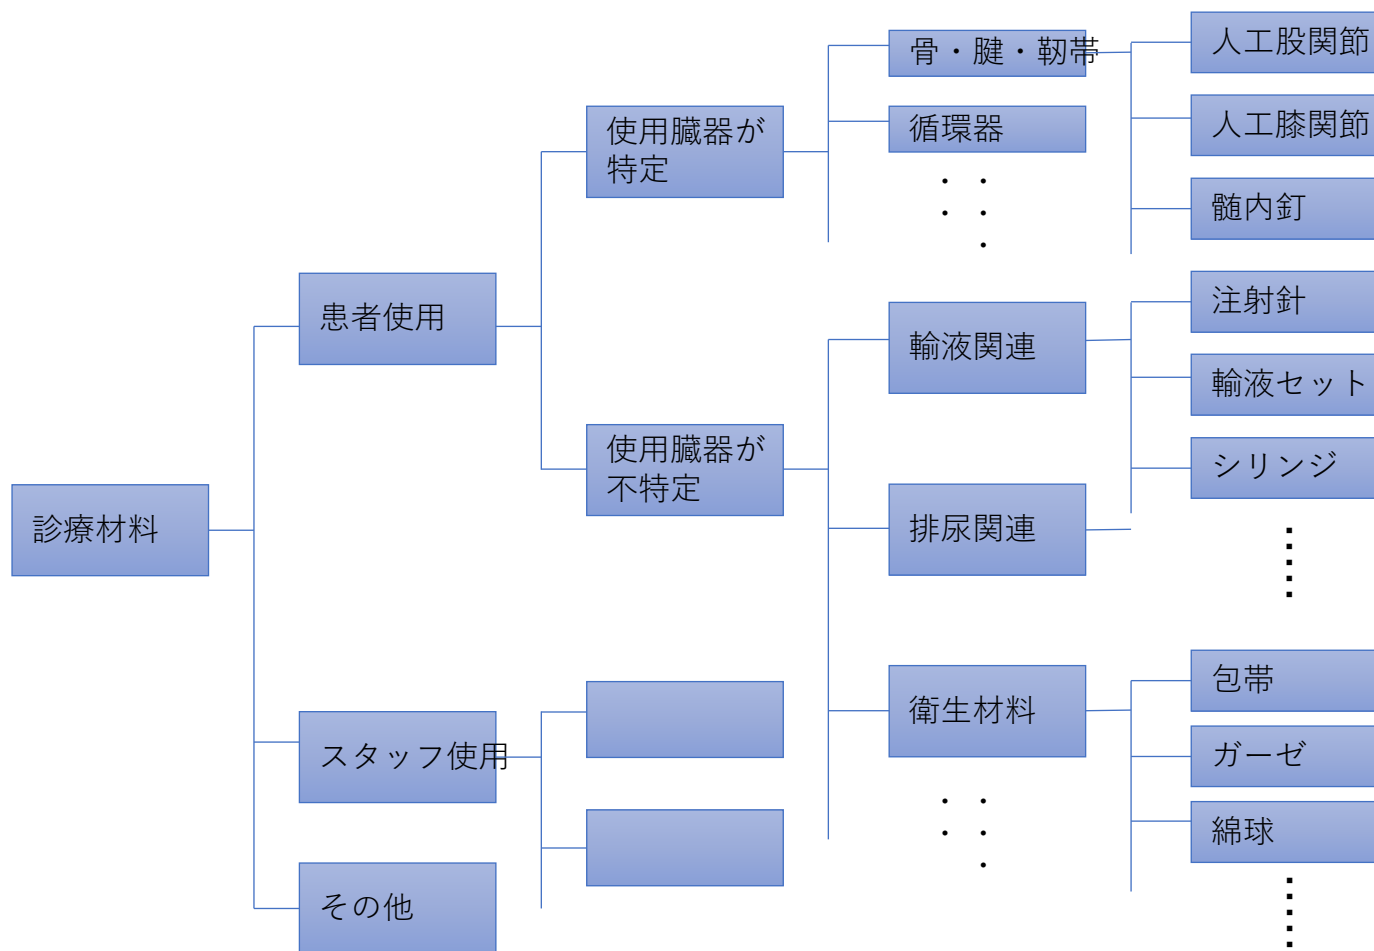 診療材料
患者使用
スタッフ使用
その他
使用臓器が
特定
使用臓器が
不特定
骨・腱・靭帯
循環器
輸液関連
排尿関連
衛生材料
人工股関節
人工膝関節
髄内釘
注射針
輸液セット
シリンジ
包帯
ガーゼ
綿球